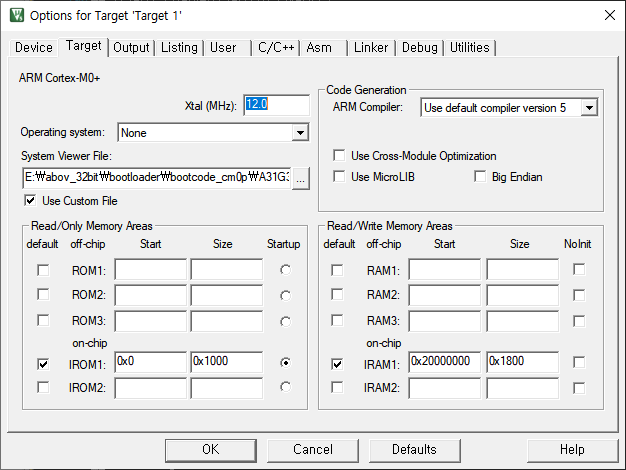 Options for Target 'Target 1'
Device Target Output Listing User C/C++ Asm Linker Debug Utilities
ARM Cortex-M0+
Xtal (MHz): 12.0
Operating system: None
System Viewer File:
E:₩abov_32bit₩bootloader₩bootcode_cm0p₩A31G3 ...
Use Custom File
Code Generation
ARM Compiler: Use default compiler version 5
Use Cross-Module Optimization
Use MicroLIB Big Endian
Read/Only Memory Areas
default off-chip Start Size Startup
ROM1:
ROM2:
ROM3:
on-chip
IROM1: 0x0 0x1000
IROM2:
Read/Write Memory Areas
default off-chip Start Size NoInit
RAM1:
RAM2:
RAM3:
on-chip
IRAM1: 0x20000000 0x1800
IRAM2:
OK Cancel Defaults Help